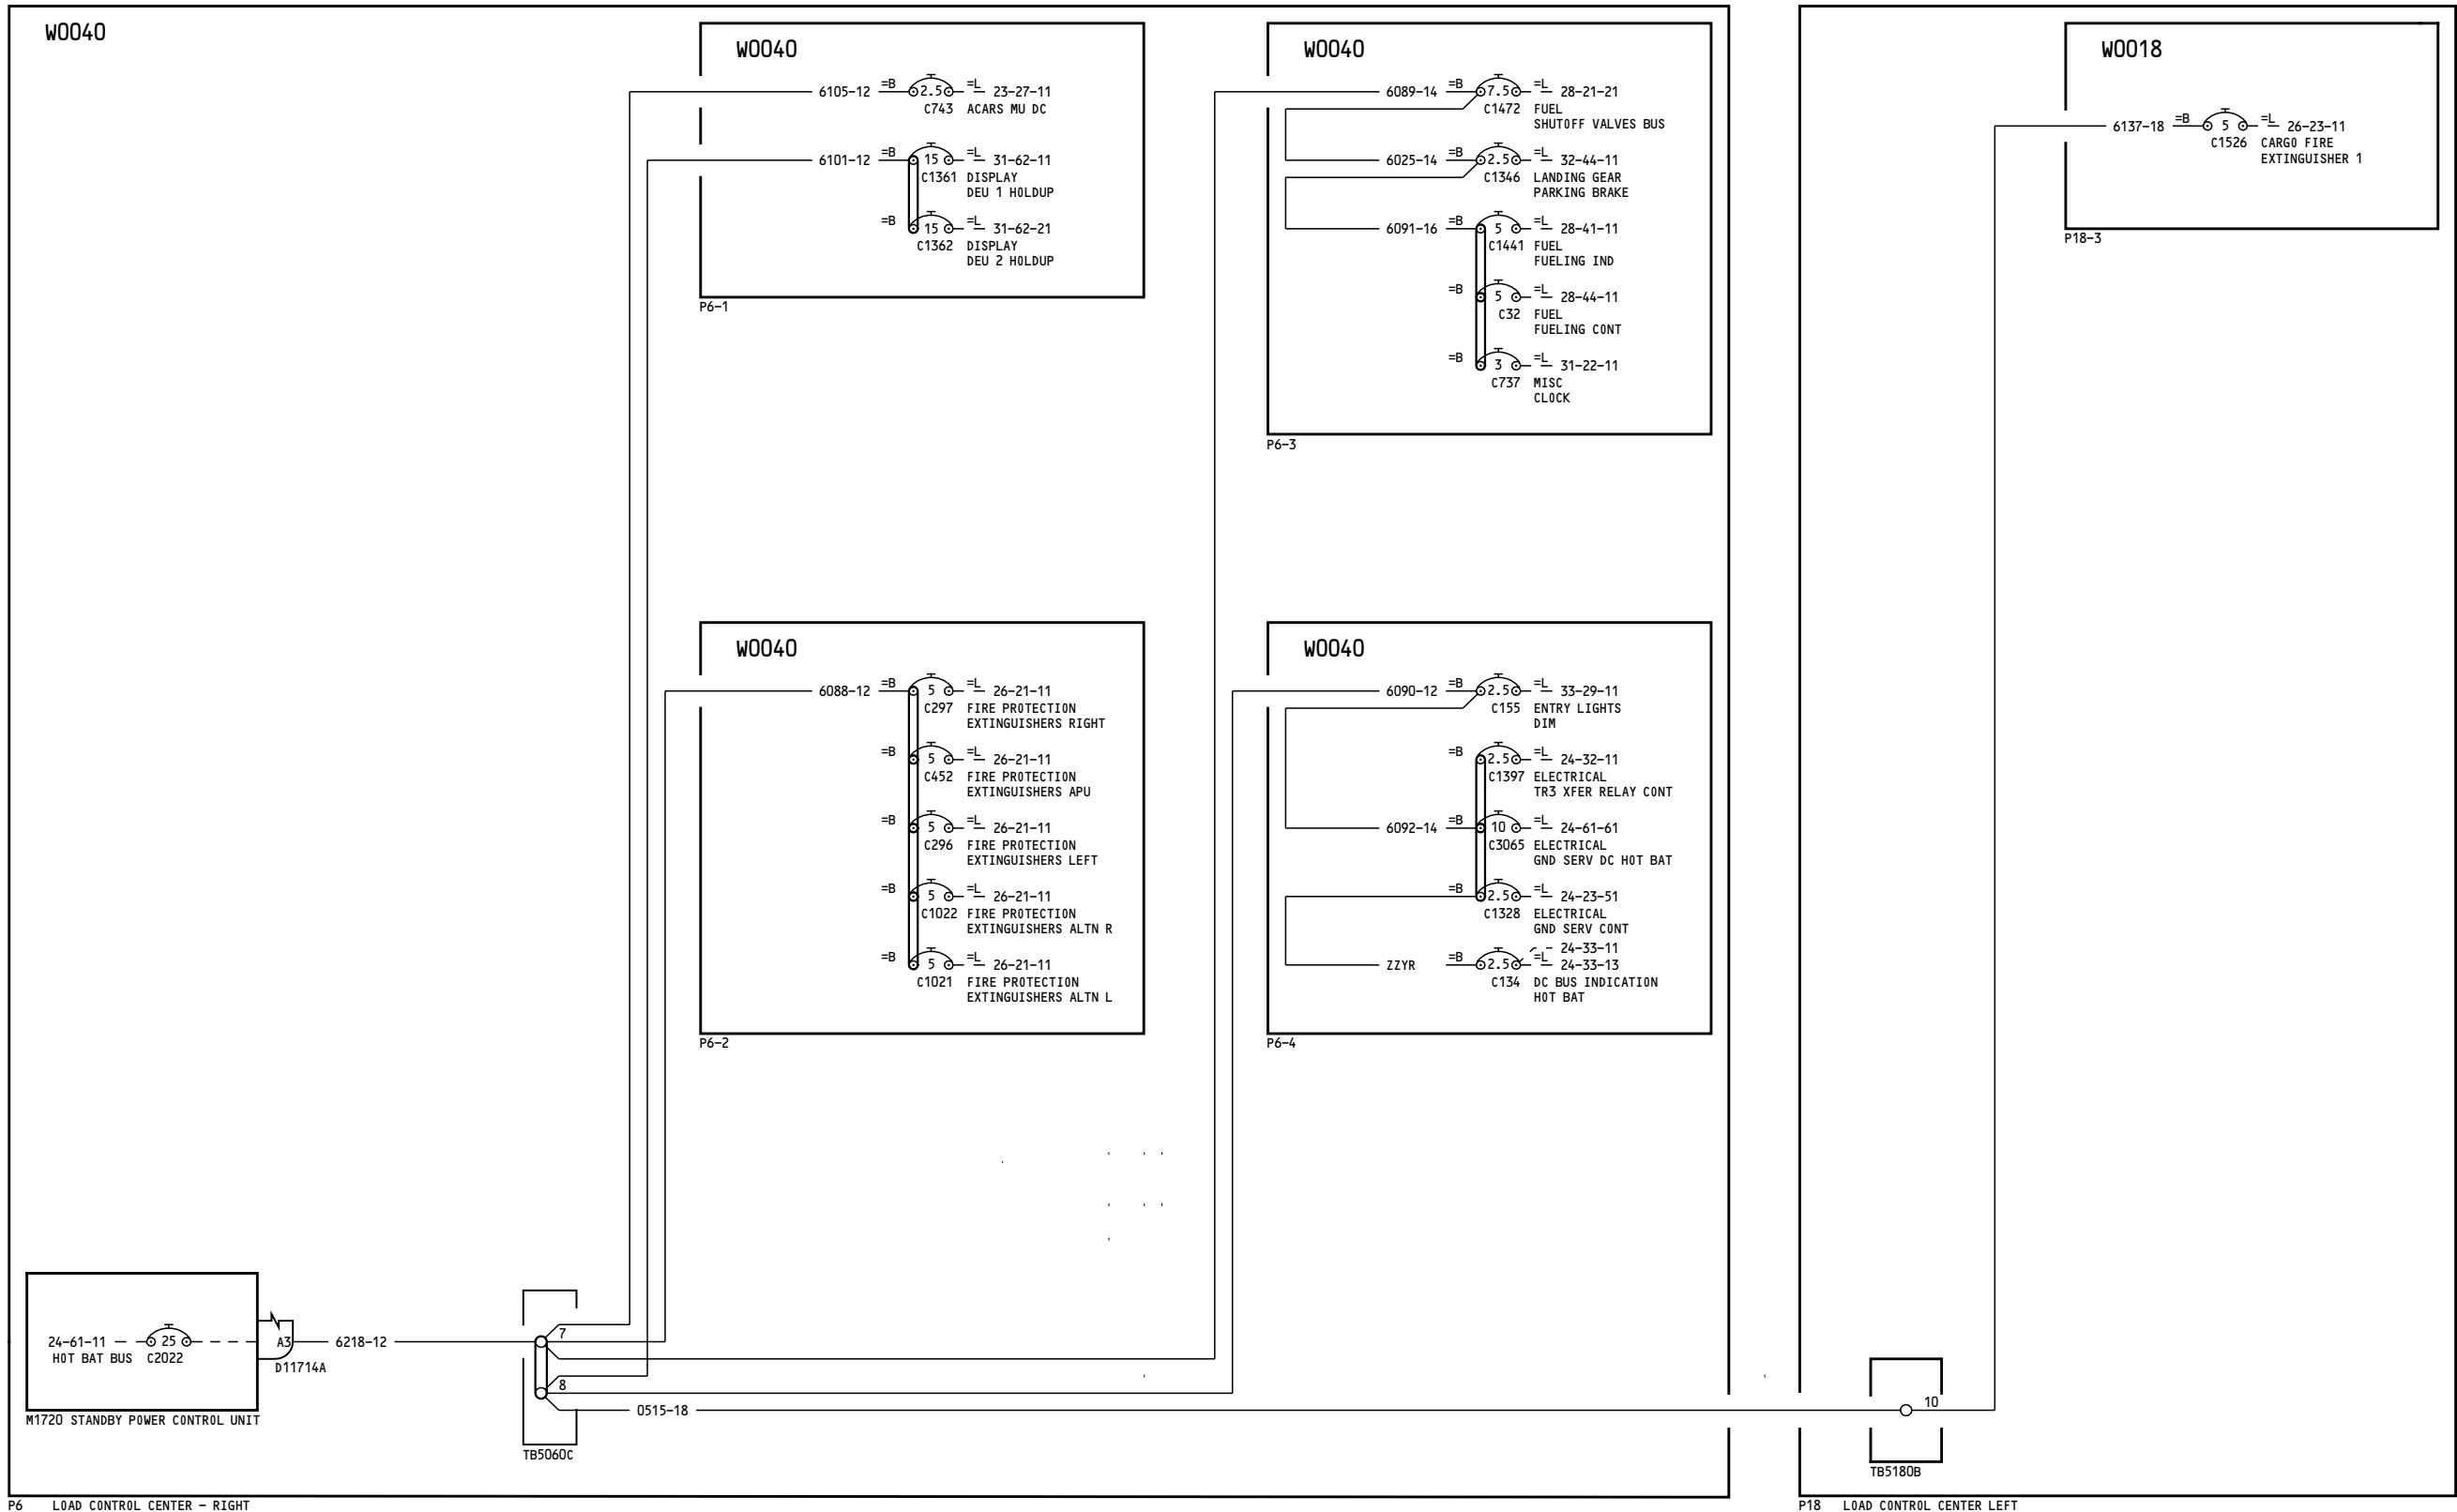 W0040
W0040
6105-12 =B 2.5 =L 23-27-11
C743 ACARS MU DC
6101-12 =B 15 =L 31-62-11
C1361 DISPLAY
DEU 1 HOLDUP
=B 15 =L 31-62-21
C1362 DISPLAY
DEU 2 HOLDUP
P6-1
W0040
6089-14 =B 7.5 =L 28-21-21
C1472 FUEL
SHUTOFF VALVES BUS
6025-14 =B 2.5 =L 32-44-11
C1346 LANDING GEAR
PARKING BRAKE
6091-16 =B 5 =L 28-41-11
C1441 FUEL
FUELING IND
=B 5 =L 28-44-11
C32 FUEL
FUELING CONT
=B 3 =L 31-22-11
C737 MISC
CLOCK
P6-3
W0018
6137-18 =B 5 =L 26-23-11
C1526 CARGO FIRE
EXTINGUISHER 1
P18-3
W0040
6088-12 =B 5 =L 26-21-11
C297 FIRE PROTECTION
EXTINGUISHERS RIGHT
=B 5 =L 26-21-11
C452 FIRE PROTECTION
EXTINGUISHERS APU
=B 5 =L 26-21-11
C296 FIRE PROTECTION
EXTINGUISHERS LEFT
=B 5 =L 26-21-11
C1022 FIRE PROTECTION
EXTINGUISHERS ALTN R
=B 5 =L 26-21-11
C1021 FIRE PROTECTION
EXTINGUISHERS ALTN L
P6-2
W0040
6090-12 =B 2.5 =L 33-29-11
C155 ENTRY LIGHTS
DIM
=B 2.5 =L 24-32-11
C1397 ELECTRICAL
TR3 XFER RELAY CONT
6092-14 =B 10 =L 24-61-61
C3065 ELECTRICAL
GND SERV DC HOT BAT
=B 2.5 =L 24-23-51
C1328 ELECTRICAL
GND SERV CONT
24-33-11
ZZYR =B 2.5 =L 24-33-13
C134 DC BUS INDICATION
HOT BAT
P6-4
24-61-11 25 A3 6218-12
HOT BAT BUS C2022
D11714A
M1720 STANDBY POWER CONTROL UNIT
7
8
0515-18
TB5060C
10
TB5180B
P6 LOAD CONTROL CENTER - RIGHT
P18 LOAD CONTROL CENTER LEFT